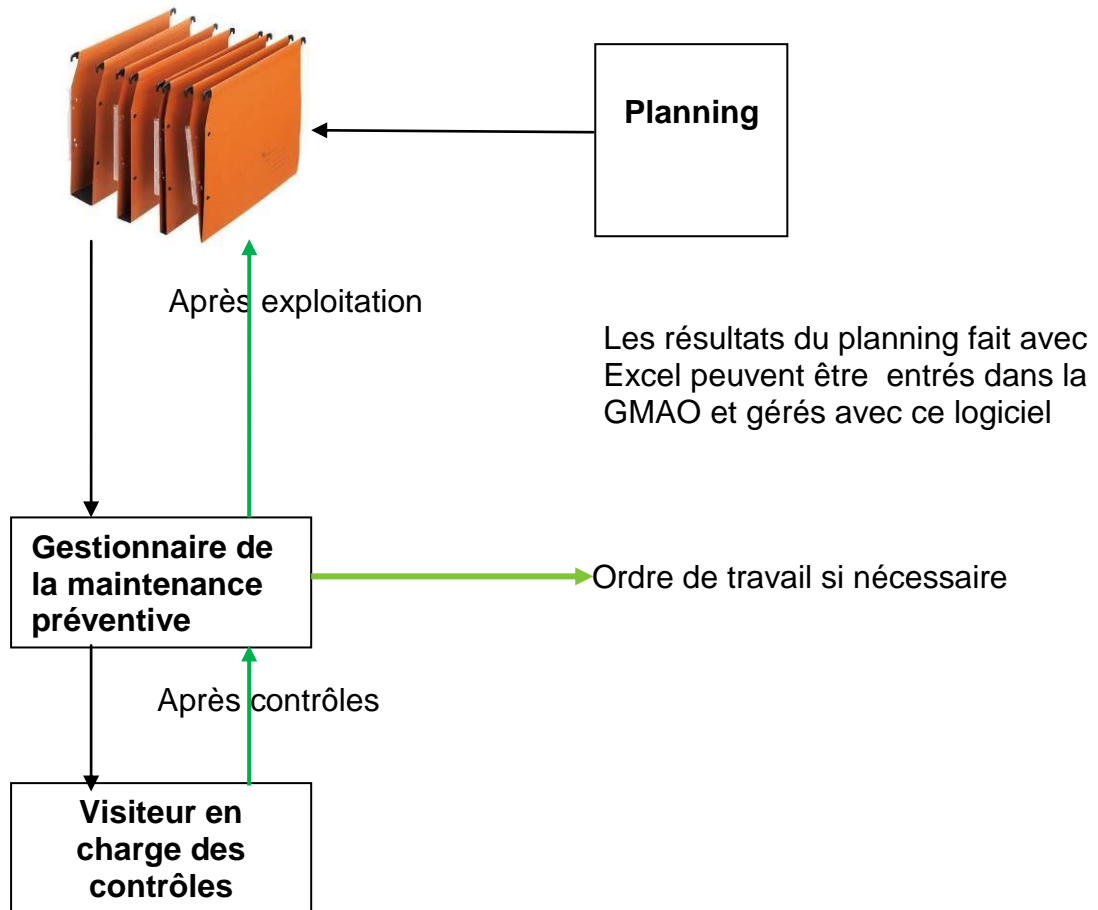 Planning
Après exploitation
Les résultats du planning fait avec
Excel peuvent être entrés dans la
GMAO et gérés avec ce logiciel
Gestionnaire de
la maintenance
préventive
Ordre de travail si nécessaire
Après contrôles
Visiteur en
charge des
contrôles